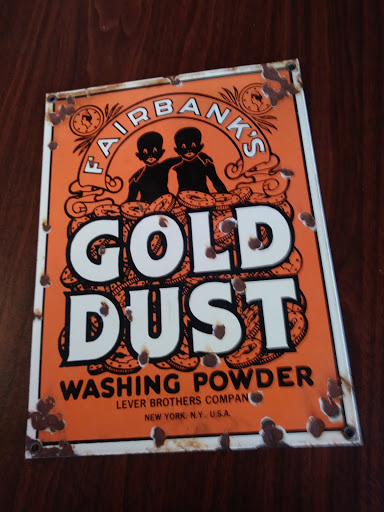 FAIRBANK'S
GOLD
DUST
WASHING POWDER
LEVER BROTHERS COMPANY
NEW YORK, N.Y., U.S.A.